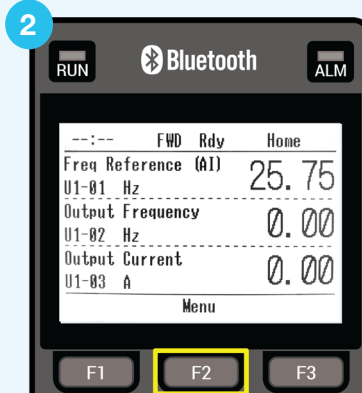 2
RUN Bluetooth ALM
--:-- FWD Rdy Home
Freq Reference (AI) 25.75
U1-01 Hz
Output Frequency 0.00
U1-02 Hz
Output Current 0.00
U1-03 A
Menu
F1 F2 F3